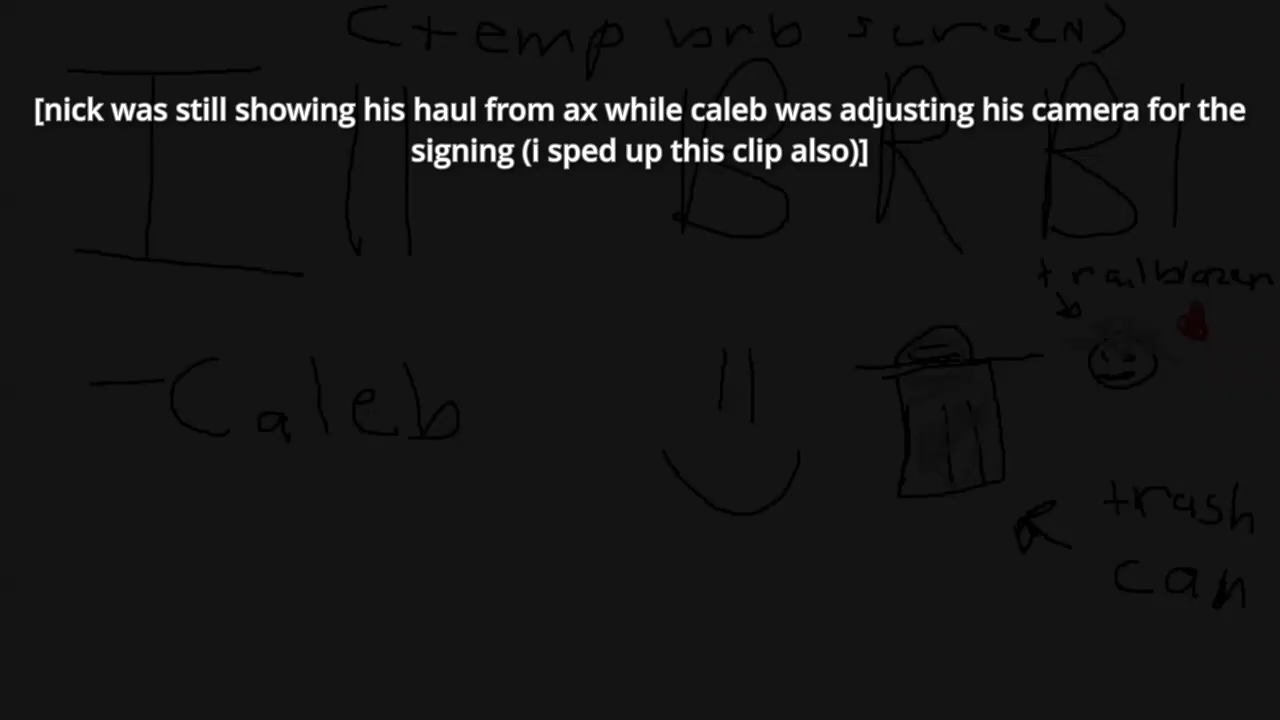 (temp brb screen)
[nick was still showing his haul from ax while caleb was adjusting his camera for the
signing (i sped up this clip also)]
I'll BRB!
trailblazer
- Caleb
trash
can